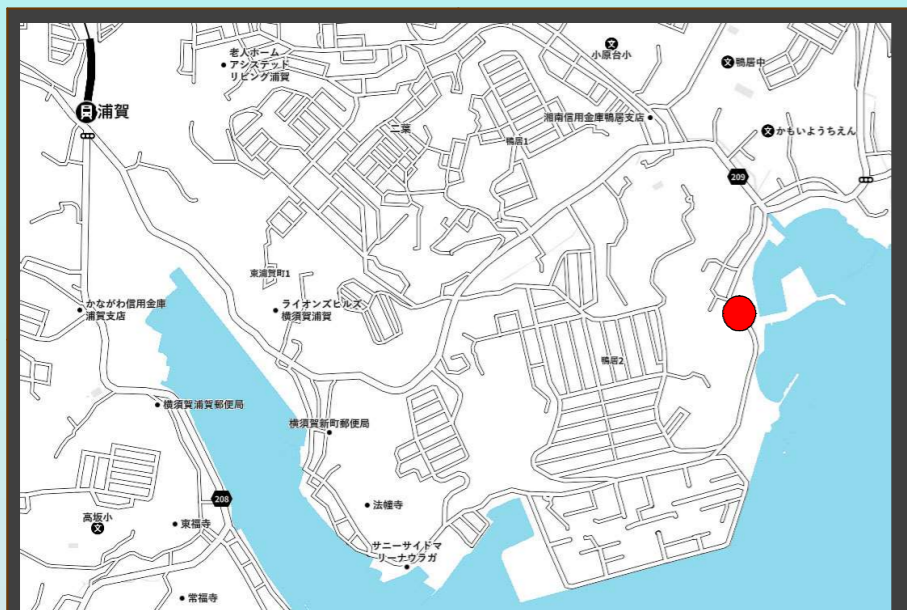 老人ホーム
アシステッド
リビング浦賀
小原台小
文
鴨居中
文
浦賀
湘南信用金庫鴨居支店
かもいようちえん
文
二葉
鴨居1
209
東浦賀町1
かながわ信用金庫
浦賀支店
ライオンズヒルズ
横須賀浦賀
鴨居2
横須賀浦賀郵便局
横須賀新町郵便局
208
法幢寺
高坂小
文
東福寺
サニーサイドマ
リーナウラガ
常福寺